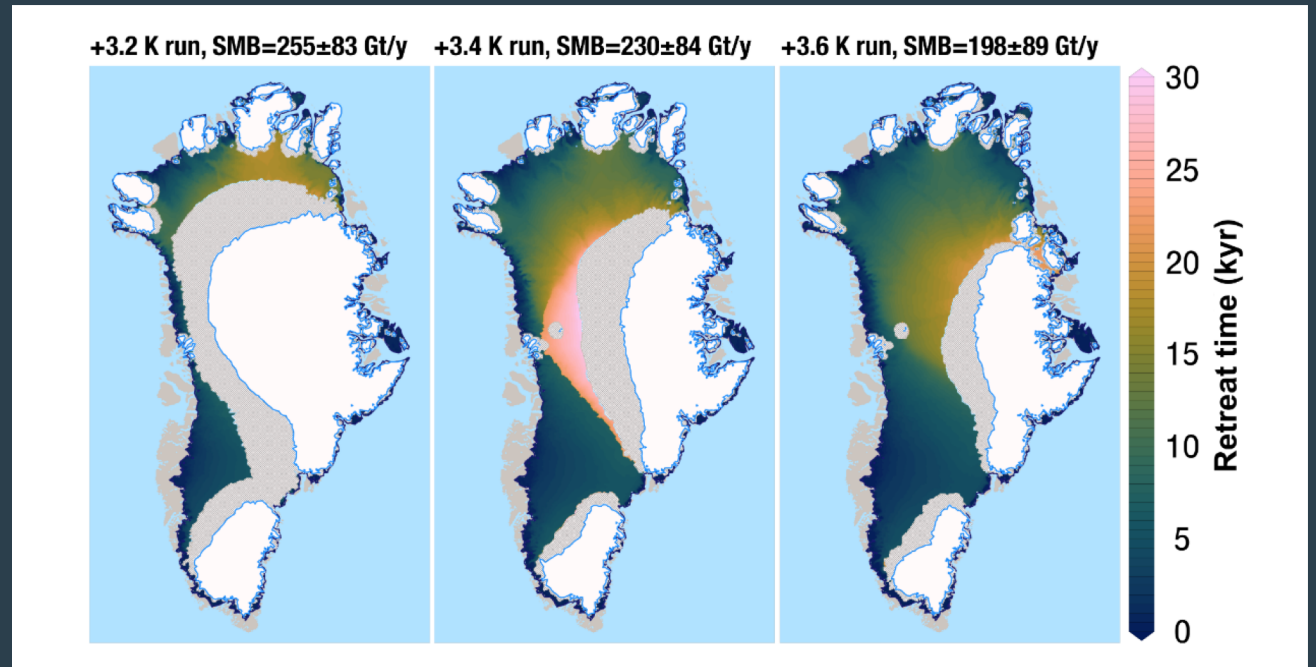 +3.2 K run, SMB=255±83 Gt/y
+3.4 K run, SMB=230±84 Gt/y
+3.6 K run, SMB=198±89 Gt/y
30
25
20
15
10
5
0
Retreat time (kyr)